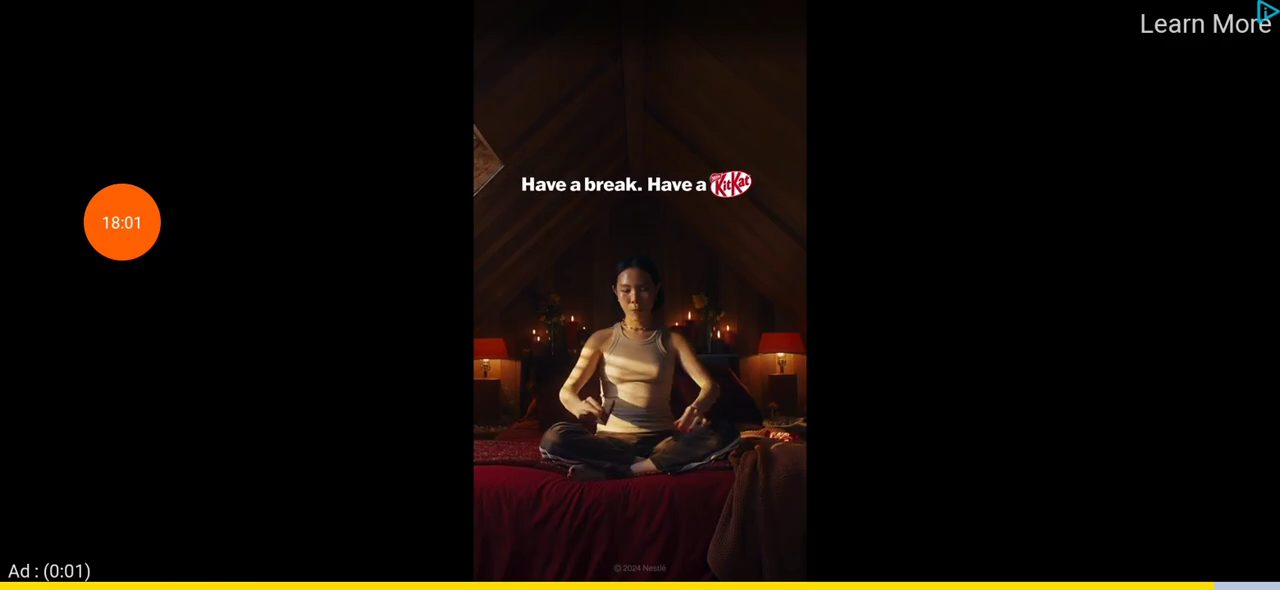 Learn More
Have a break. Have a KitKat
18:01
© 2024 Nestlé
Ad : (0:01)